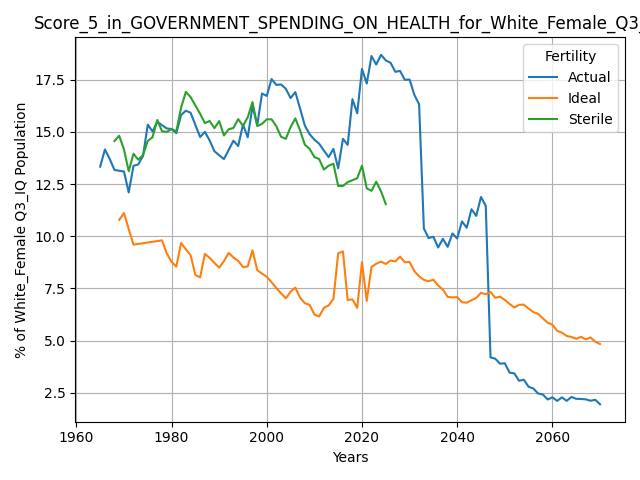 Score_5_in_GOVERNMENT_SPENDING_ON_HEALTH_for_White_Female_Q3_
Fertility
Actual
Ideal
Sterile
% of White_Female Q3_IQ Population
17.5
15.0
12.5
10.0
7.5
5.0
2.5
1960 1980 2000 2020 2040 2060
Years